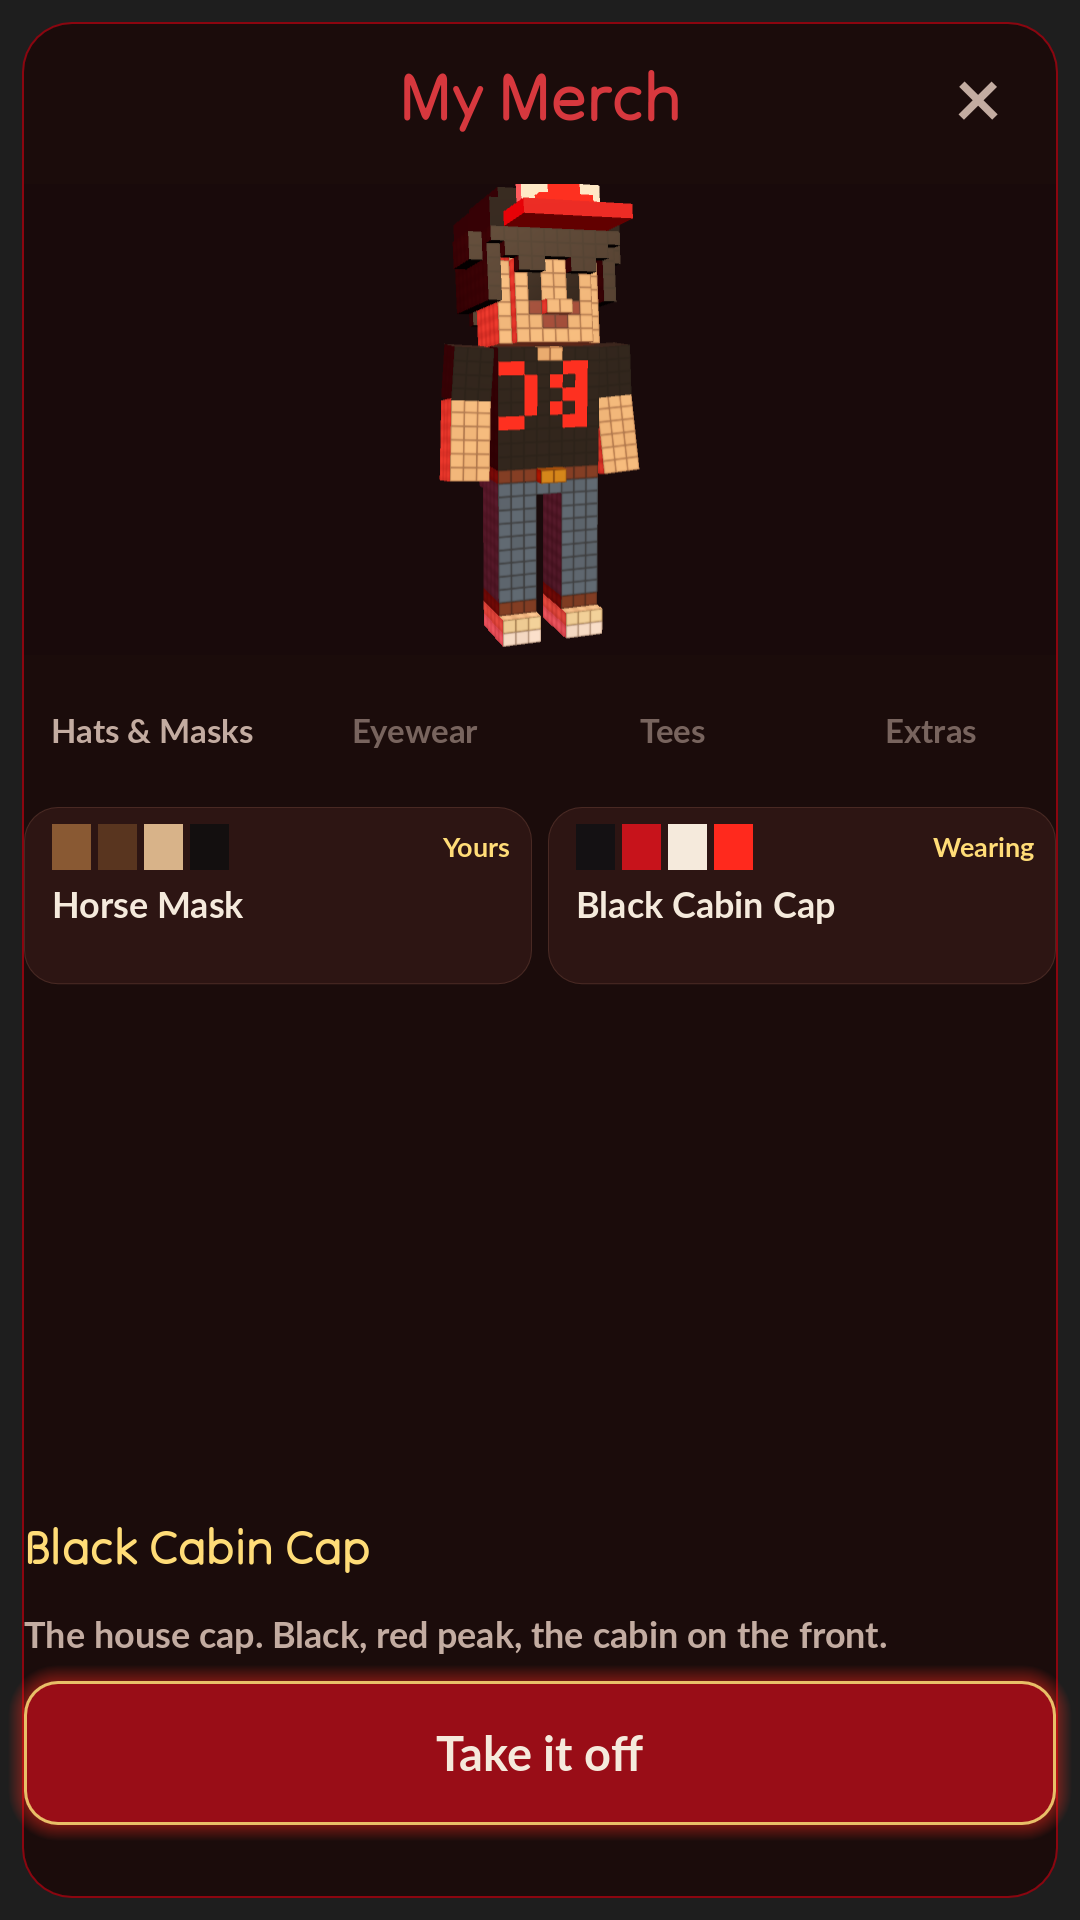 My Merch
Hats & Masks
Eyewear
Tees
Extras
Yours
Horse Mask
Wearing
Black Cabin Cap
Black Cabin Cap
The house cap. Black, red peak, the cabin on the front.
Take it off